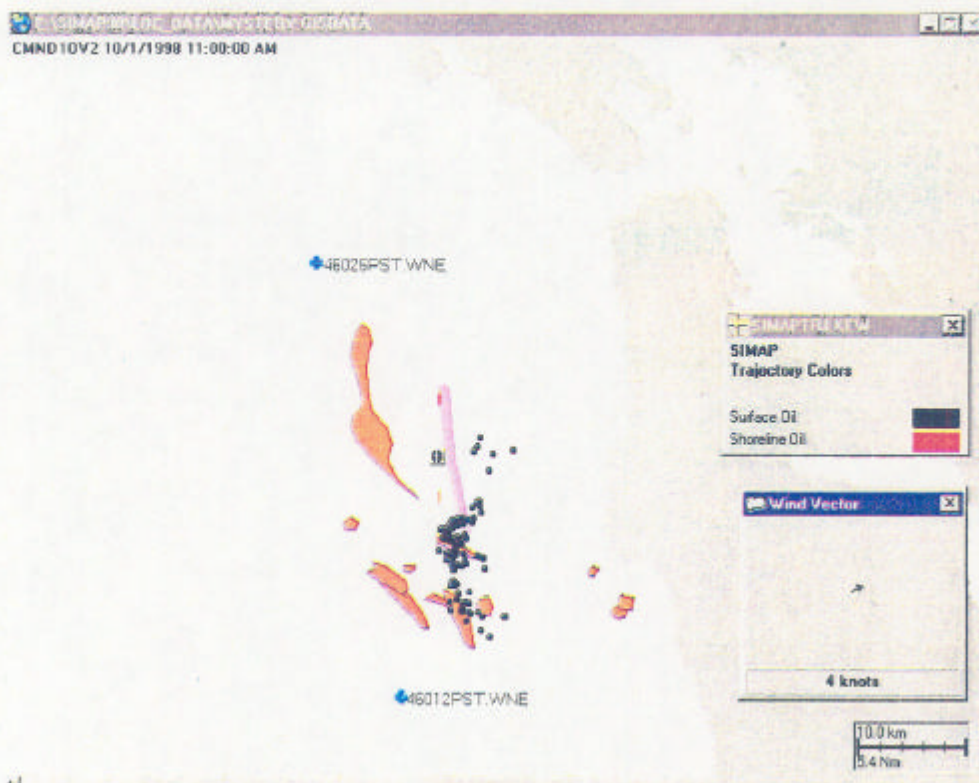 CMND10V2 10/1/1998 11:00:00 AM
46026PST.WNE
SIMAP
Trajectory Colors
Surface Oil:
Shoreline Oil:
Wind Vector
4 knots
46012PST.WNE
10.0 km
5.4 Nm